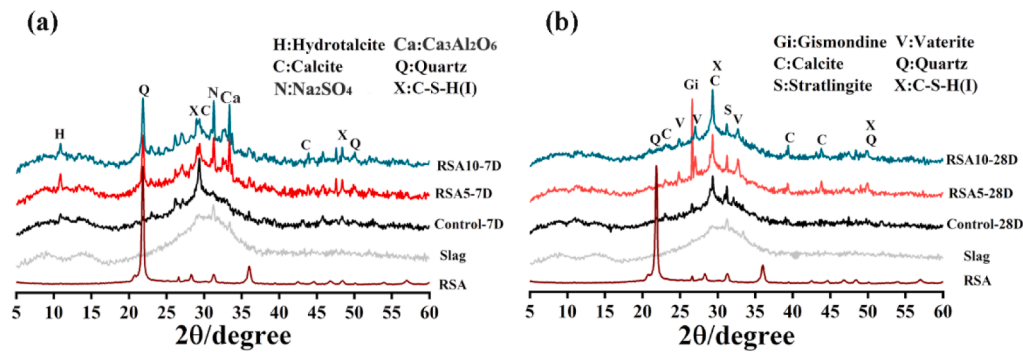 (a)
H:Hydrotalcite Ca:Ca3Al2O6
C:Calcite Q:Quartz
N:Na2SO4 X:C-S-H(I)
Q
N
Ca
X
C
H
C
X
Q
RSA10-7D
RSA5-7D
Control-7D
Slag
RSA
5 10 15 20 25 30 35 40 45 50 55 60
2θ/degree
(b)
Gi:Gismondine V:Vaterite
C:Calcite Q:Quartz
S:Stratlingite X:C-S-H(I)
X
C
Gi
S
V
V
V
C
Q
C
C
X
Q
RSA10-28D
RSA5-28D
Control-28D
Slag
RSA
5 10 15 20 25 30 35 40 45 50 55 60
2θ/degree